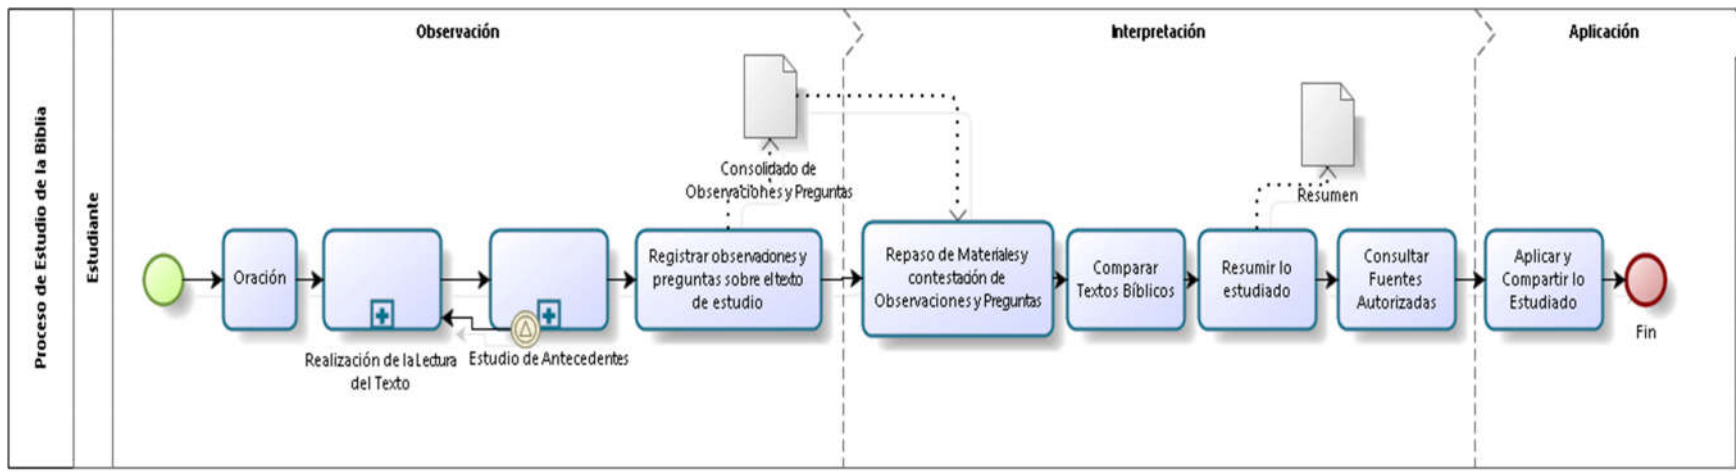 Proceso de Estudio de la Biblia
Estudiante
Observación
Interpretación
Aplicación
Consolidado de
Observaciones y Preguntas
Resumen
Oración
Realización de la Lectura
del Texto
Estudio de Antecedentes
Registrar observaciones y
preguntas sobre el texto
de estudio
Repaso de Materiales y
contestación de
Observaciones y Preguntas
Comparar
Textos Bíblicos
Resumir lo
estudiado
Consultar
Fuentes
Autorizadas
Aplicar y
Compartir lo
Estudiado
Fin